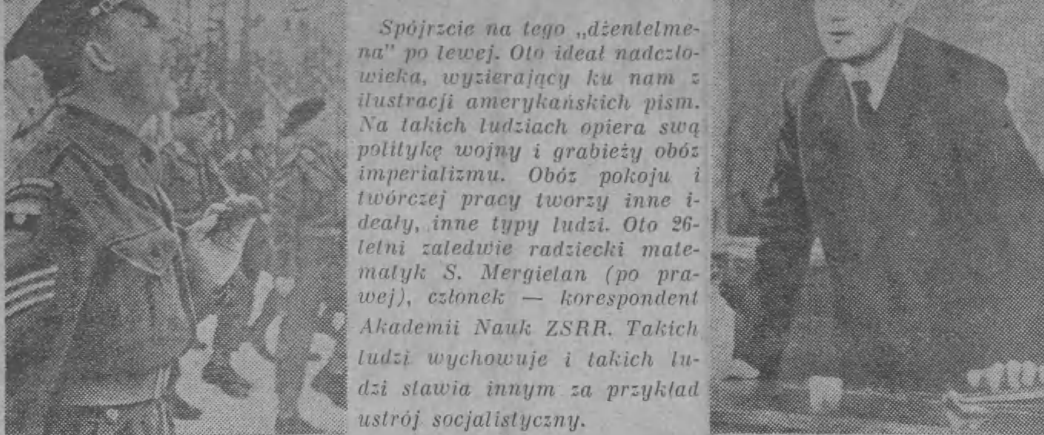 Spójrzcie na tego „dżentelme-
na” po lewej. Oto ideał nadczło-
wieka, wyzierający ku nam z
ilustracji amerykańskich pism.
Na takich ludziach opiera swą
politykę wojny i grabieży obóz
imperializmu. Obóz pokoju i
twórczej pracy tworzy inne i-
deały, inne typy ludzi. Oto 26-
letni zaledwie radziecki mate-
matyk S. Mergielan (po pra-
wej), członek — korespondent
Akademii Nauk ZSRR. Takich
ludzi wychowuje i takich lu-
dzi stawia innym za przykład
ustrój socjalistyczny.